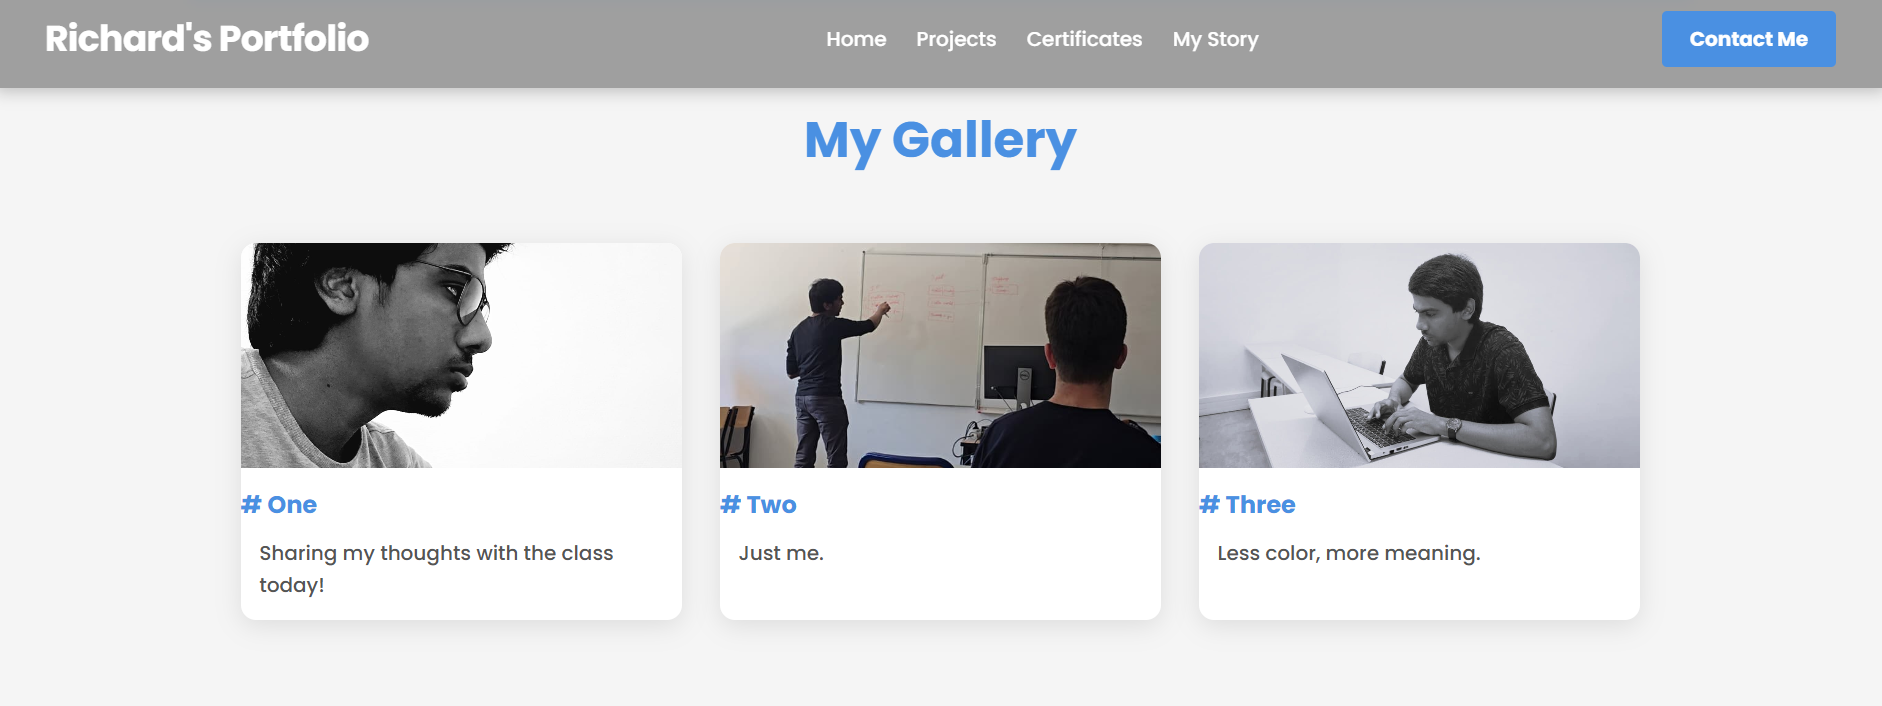 Richard's Portfolio
Home Projects Certificates My Story
Contact Me
My Gallery
# One
Sharing my thoughts with the class
today!
# Two
Just me.
# Three
Less color, more meaning.